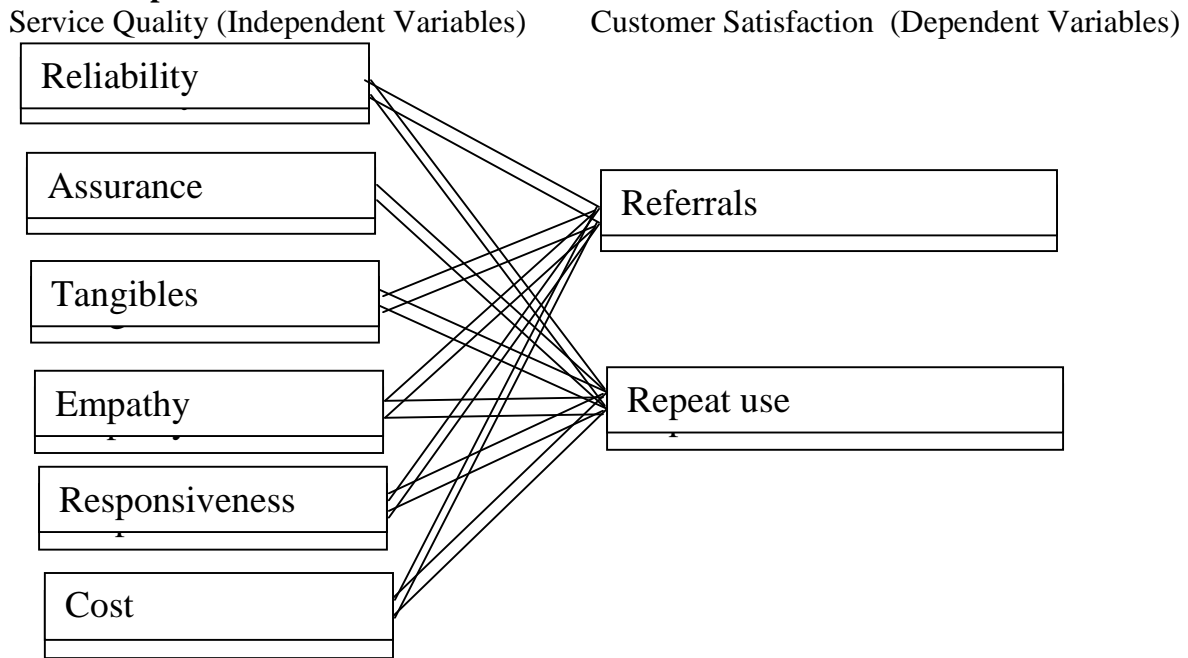 Service Quality (Independent Variables) Customer Satisfaction (Dependent Variables)
Reliability
Assurance
Referrals
Tangibles
Empathy
Repeat use
Responsiveness
Cost